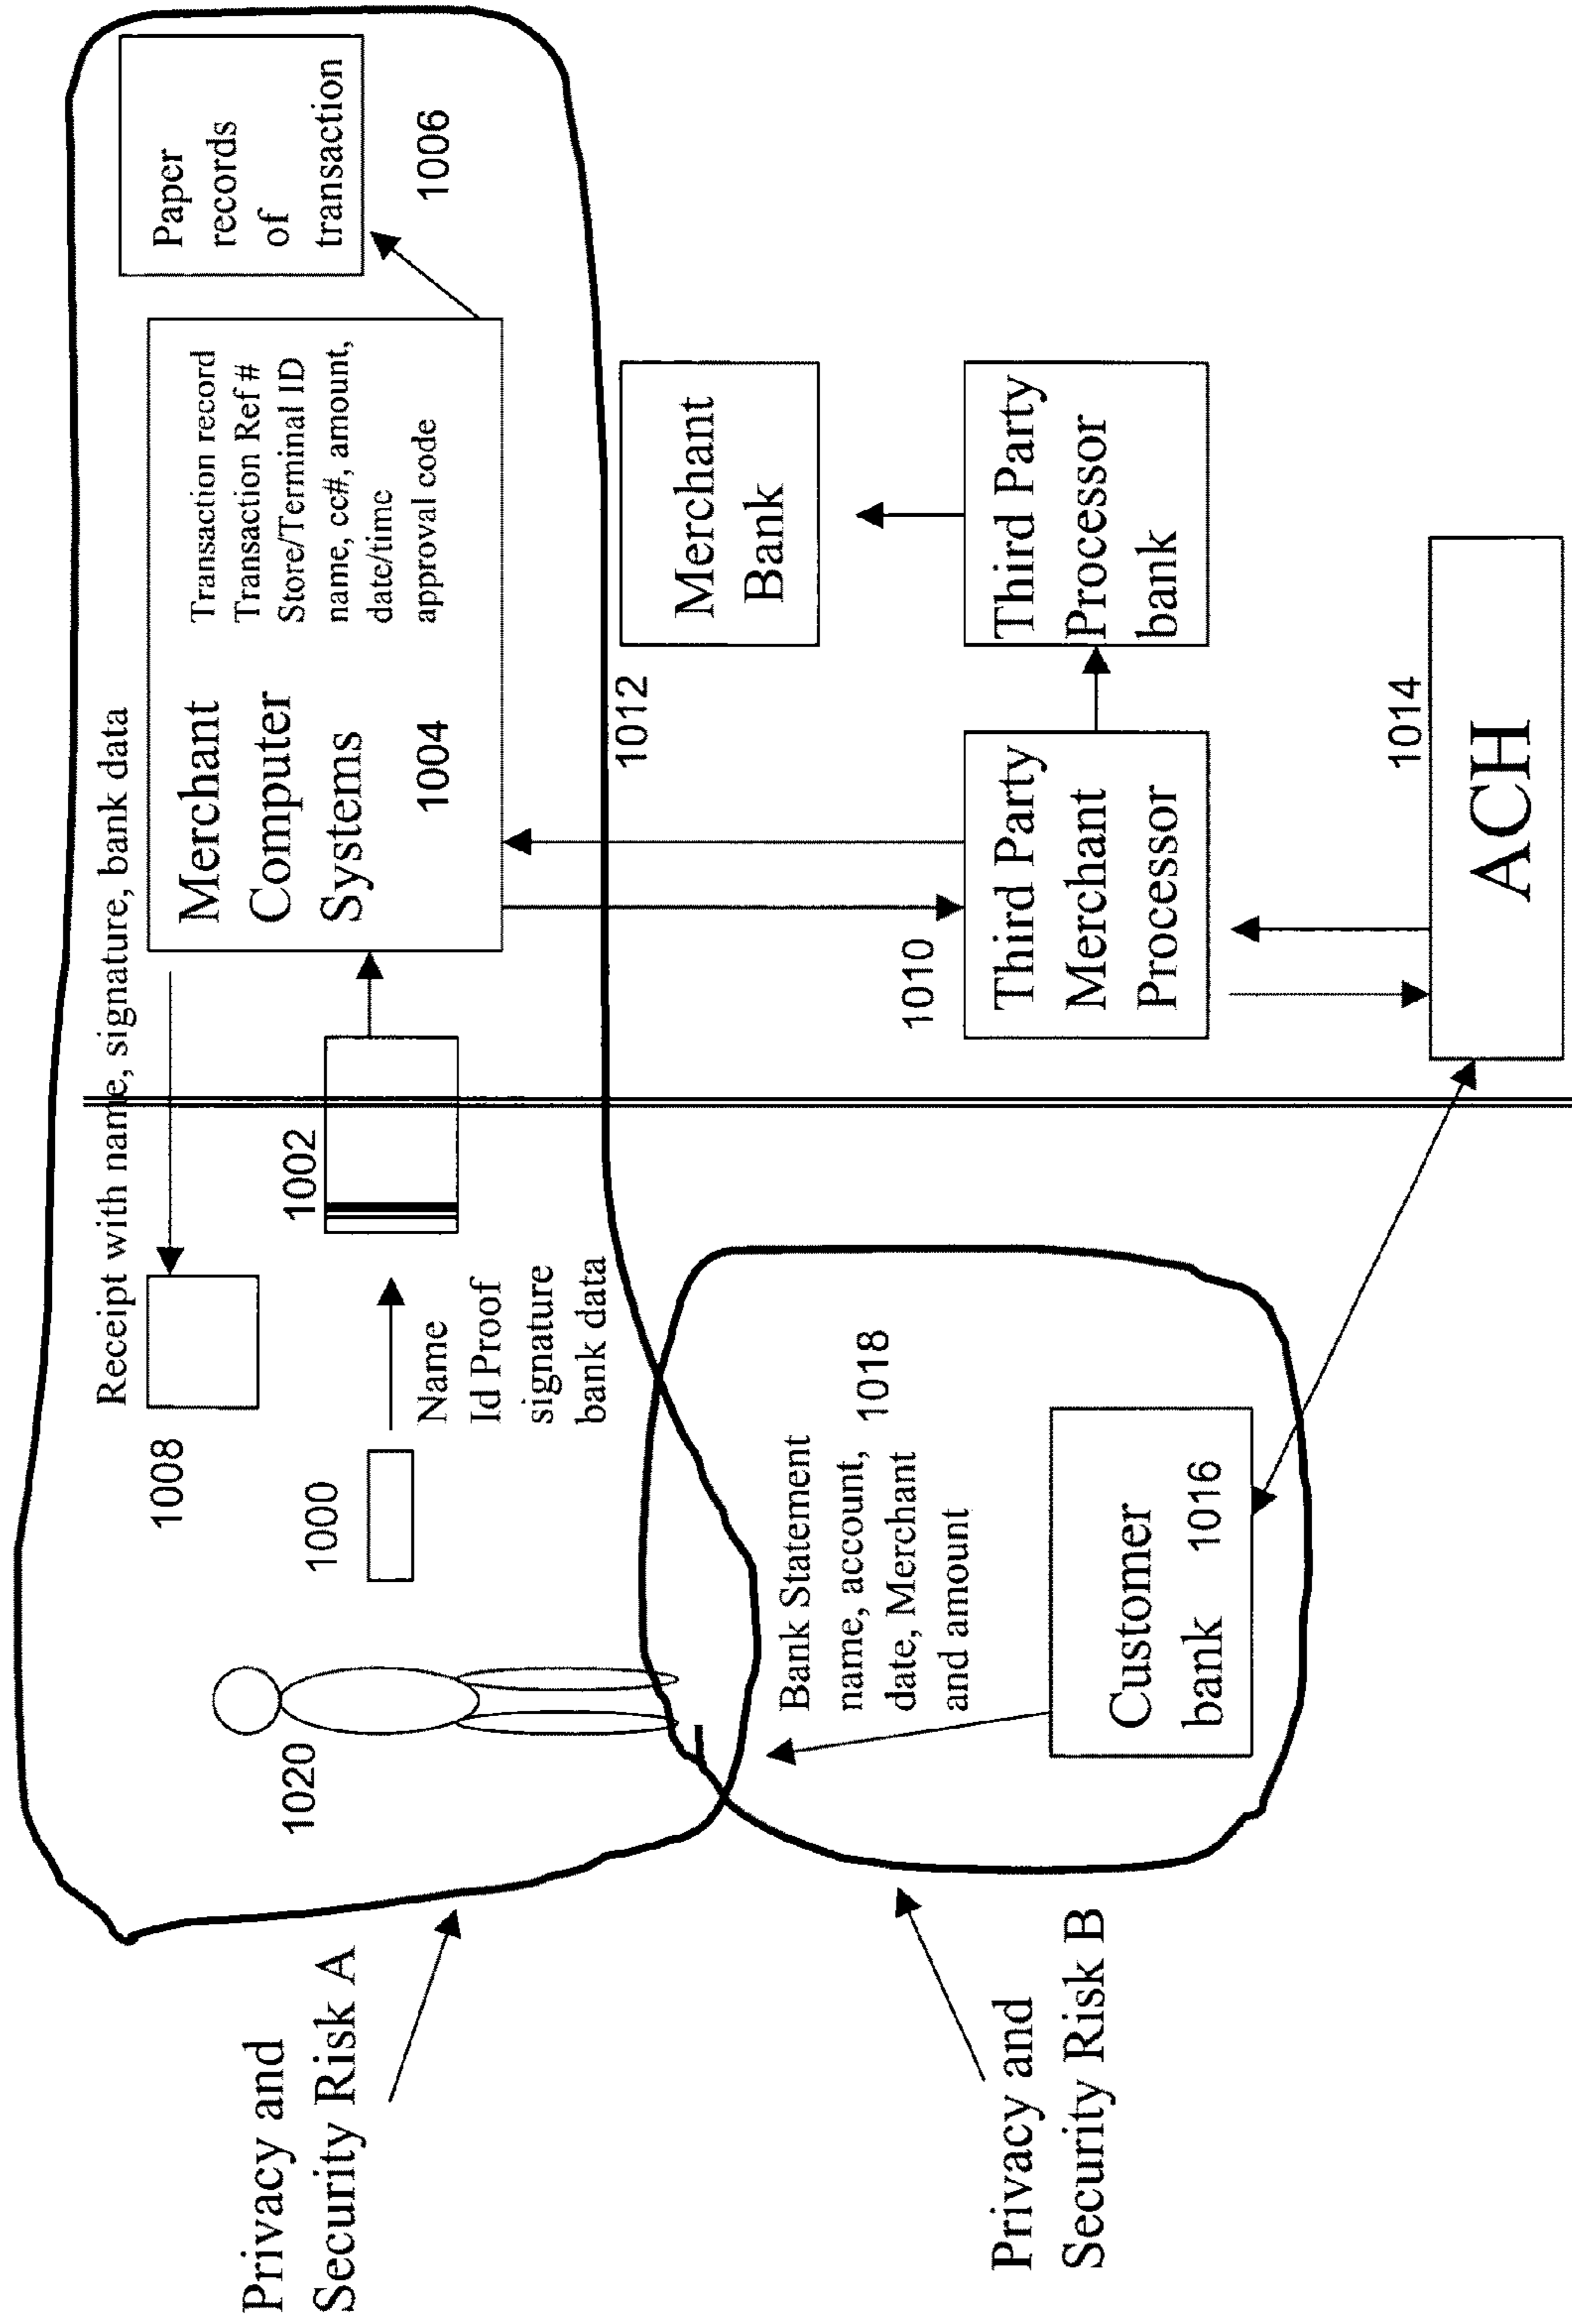 Receipt with name, signature, bank data
1008
1020
1000
Name
Id Proof
signature
bank data
1002
Merchant
Computer
Systems
1004
Transaction record
Transaction Ref #
Store/Terminal ID
name, cc#, amount,
date/time
approval code
Paper
records
of
transaction
1006
Privacy and
Security Risk A
1012
Merchant
Bank
Bank Statement
name, account,
date, Merchant
and amount
1018
1010
Third Party
Merchant
Processor
Third Party
Processor
bank
Privacy and
Security Risk B
Customer
bank
1016
1014
ACH